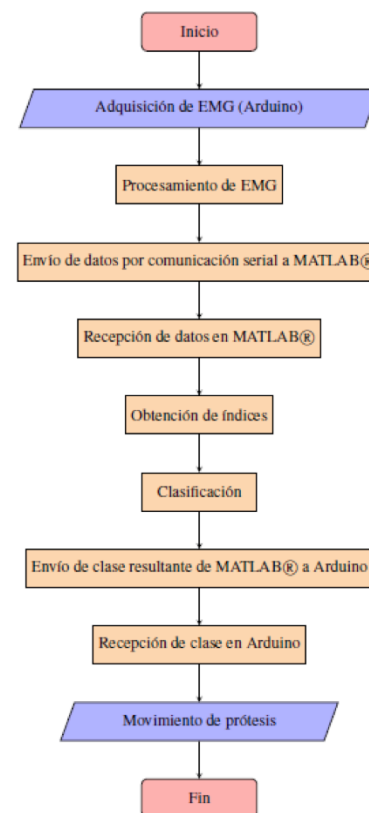 Inicio
Adquisición de EMG (Arduino)
Procesamiento de EMG
Envío de datos por comunicación serial a MATLAB®
Recepción de datos en MATLAB®
Obtención de índices
Clasificación
Envío de clase resultante de MATLAB® a Arduino
Recepción de clase en Arduino
Movimiento de prótesis
Fin